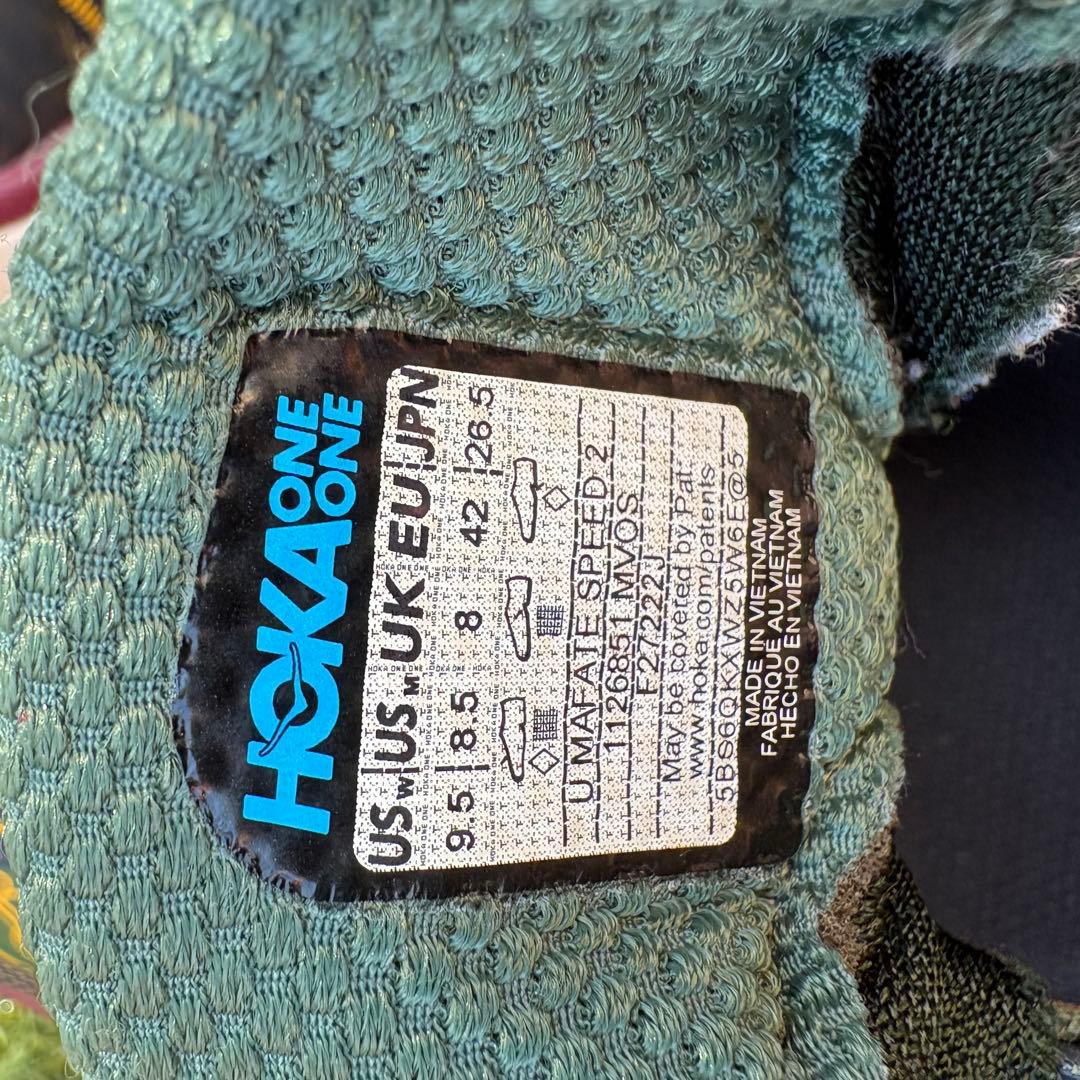 HOKA ONE ONE
US W US M UK EU JPN
9.5 8.5 8 42 26.5
U MAFATE SPEED 2
1126851 MVOS
F27222J
May be covered by Pat.
www.hoka.com/patents
5BS6QKXWZ5W6E@5
MADE IN VIETNAM
FABRIQUÉ AU VIETNAM
HECHO EN VIETNAM